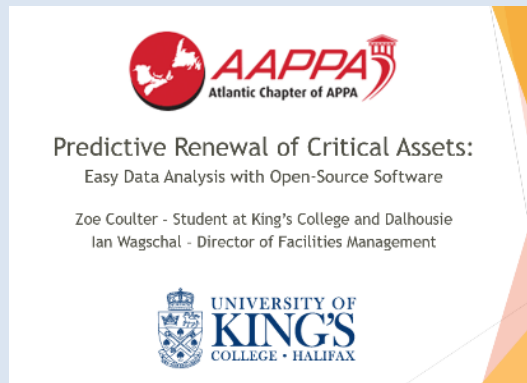 AAPPA
Atlantic Chapter of APPA
Predictive Renewal of Critical Assets:
Easy Data Analysis with Open-Source Software
Zoe Coulter - Student at King's College and Dalhousie
Ian Wagschal - Director of Facilities Management
UNIVERSITY OF
KING'S
COLLEGE • HALIFAX